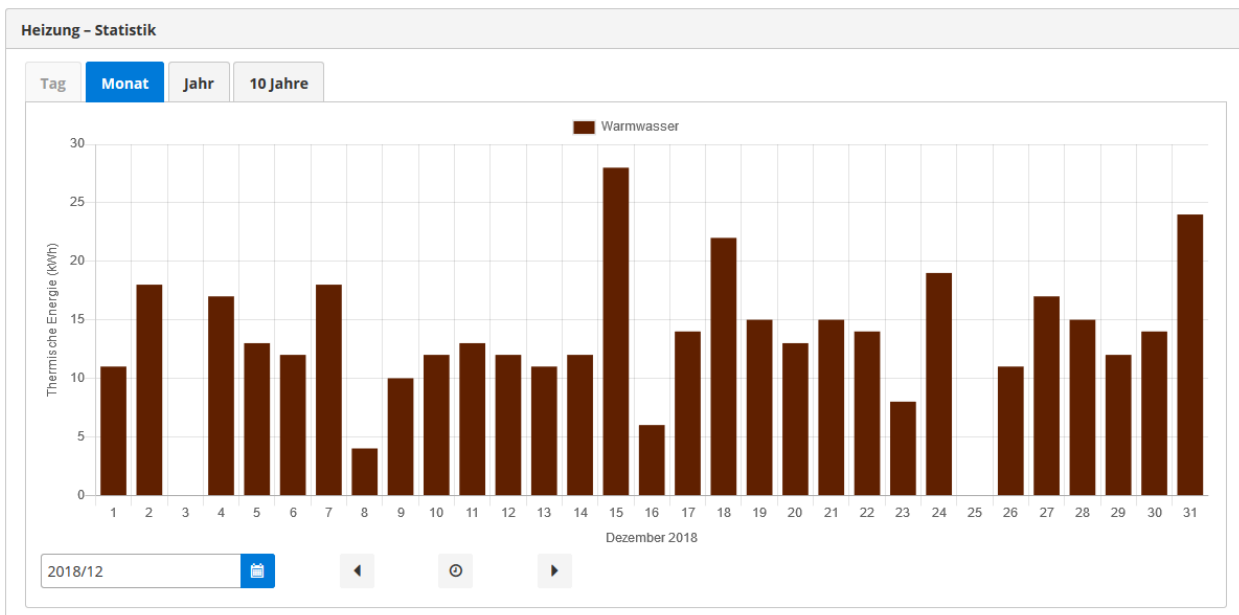 Heizung – Statistik
Tag Monat Jahr 10 Jahre
Warmwasser
30
25
20
15
10
5
0
Thermische Energie (kWh)
1 2 3 4 5 6 7 8 9 10 11 12 13 14 15 16 17 18 19 20 21 22 23 24 25 26 27 28 29 30 31
Dezember 2018
2018/12